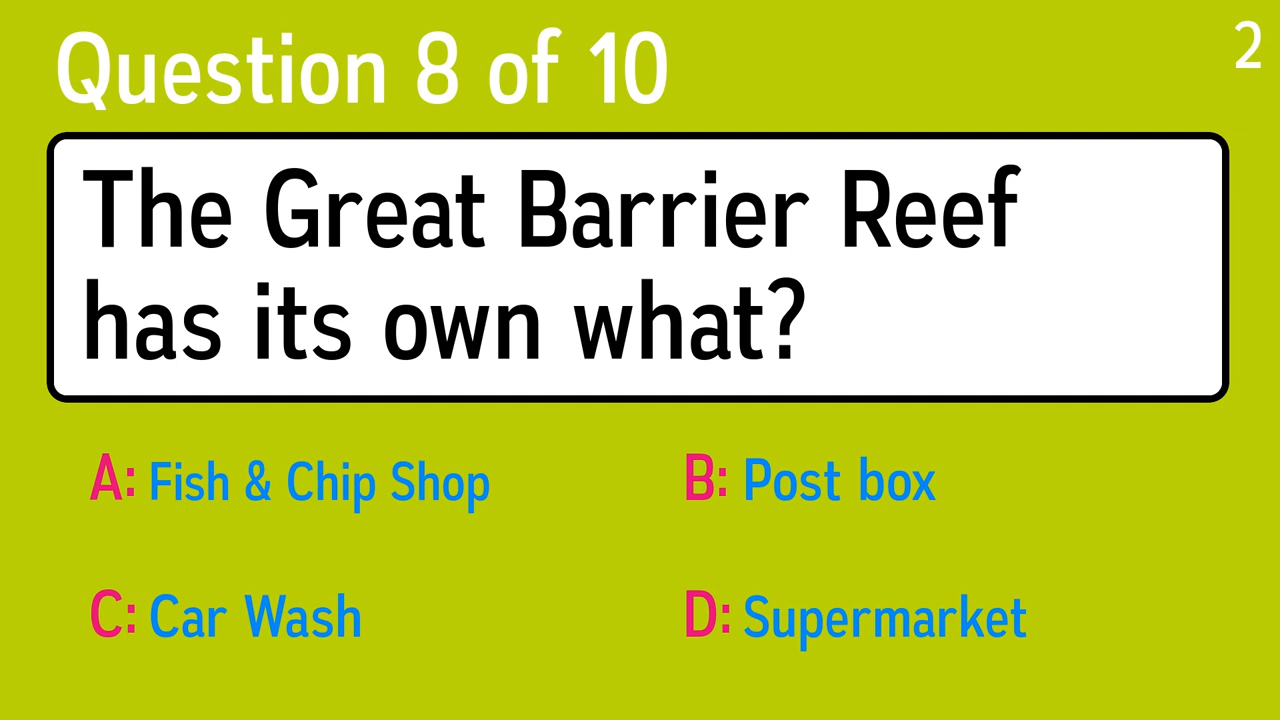 Question 8 of 10
2
The Great Barrier Reef
has its own what?
A: Fish & Chip Shop
B: Post box
C: Car Wash
D: Supermarket